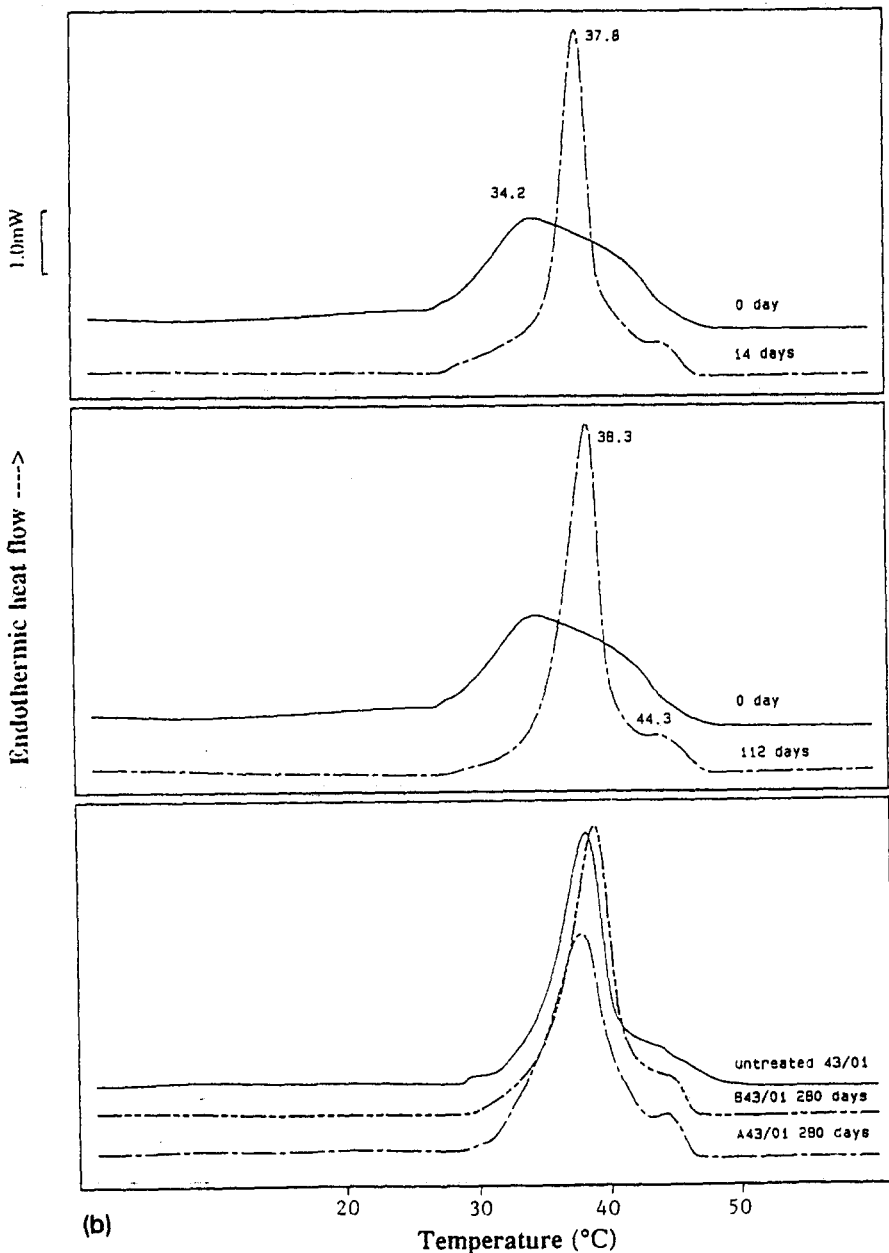 37.8
34.2
1.0mW
0 day
14 days
38.3
Endothermic heat flow ---->
0 day
44.3
112 days
untreated 43/01
B43/01 280 days
A43/01 280 days
20 30 40 50
(b)
Temperature (°C)